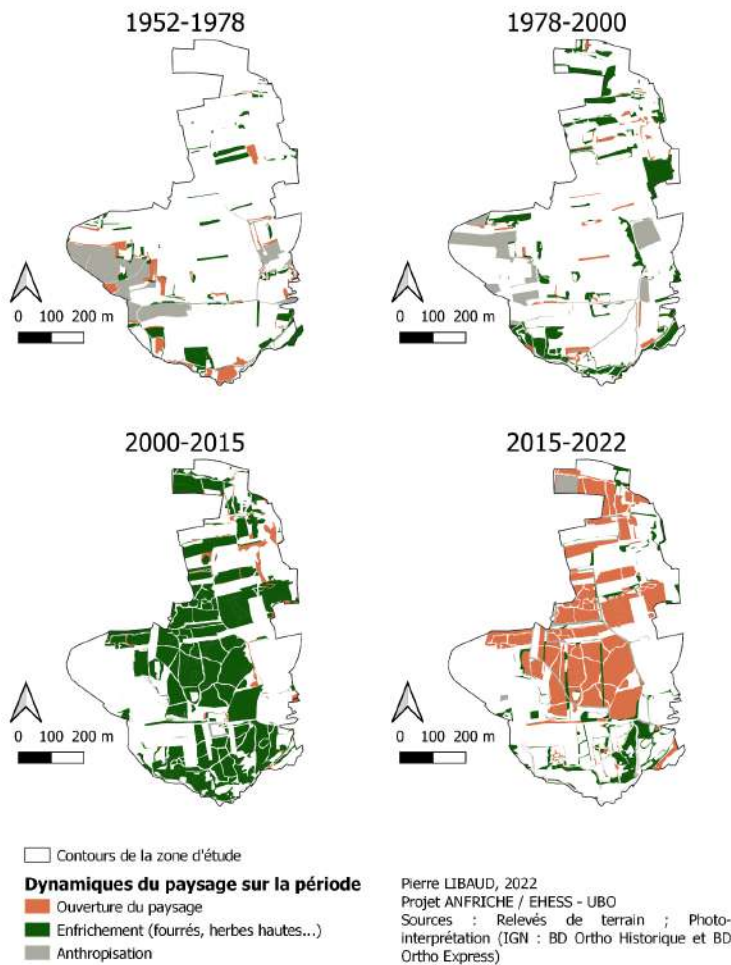 1952-1978
1978-2000
0 100 200 m
0 100 200 m
2000-2015
2015-2022
0 100 200 m
0 100 200 m
Contours de la zone d'étude
Dynamiques du paysage sur la période
Ouverture du paysage
Enfrichement (fourrés, herbes hautes...)
Anthropisation
Pierre LIBAUD, 2022
Projet ANFRICHE / EHESS - UBO
Sources : Relevés de terrain ; Photo-
interprétation (IGN : BD Ortho Historique et BD
Ortho Express)